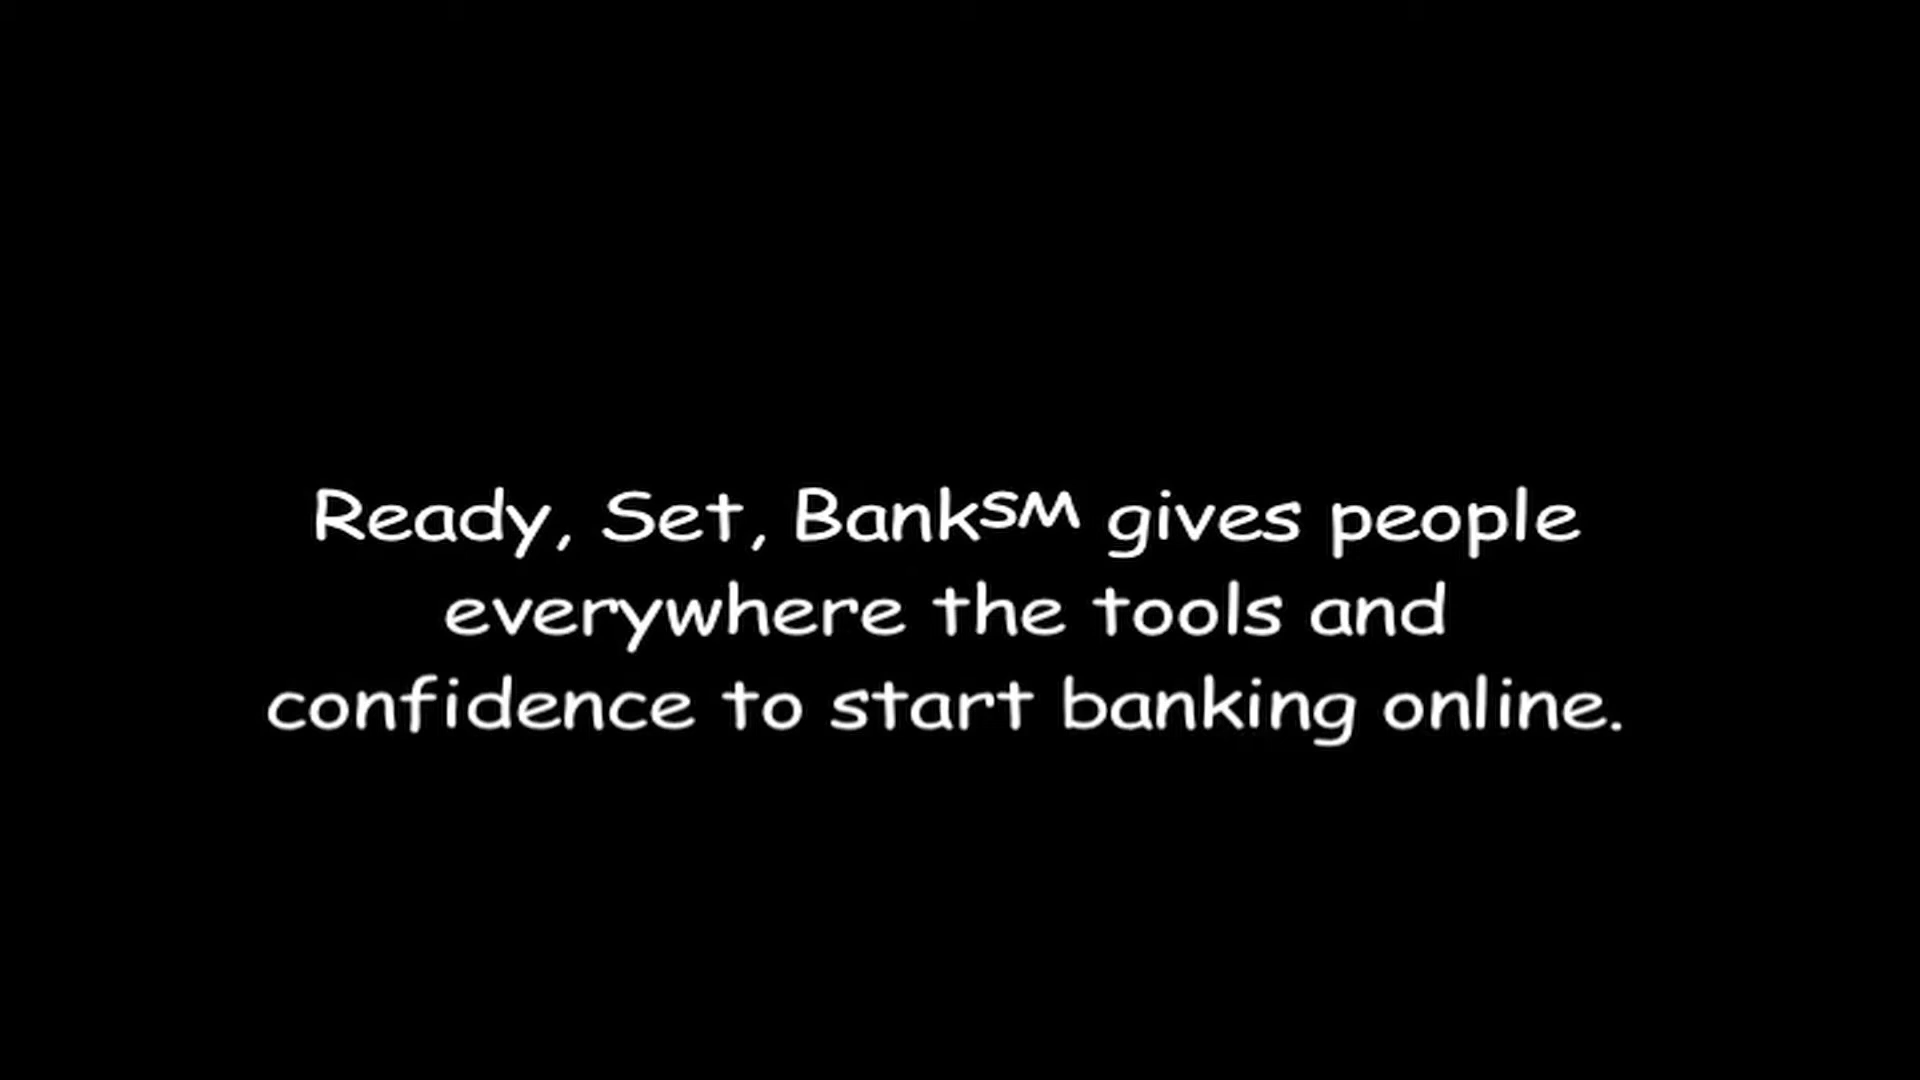 Ready, Set, Bank℠ gives people
everywhere the tools and
confidence to start banking online.